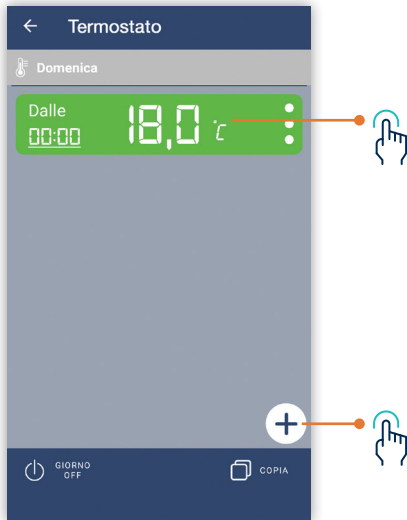 Termostato
Domenica
Dalle
00:00
18,0 °C
GIORNO
OFF
COPIA